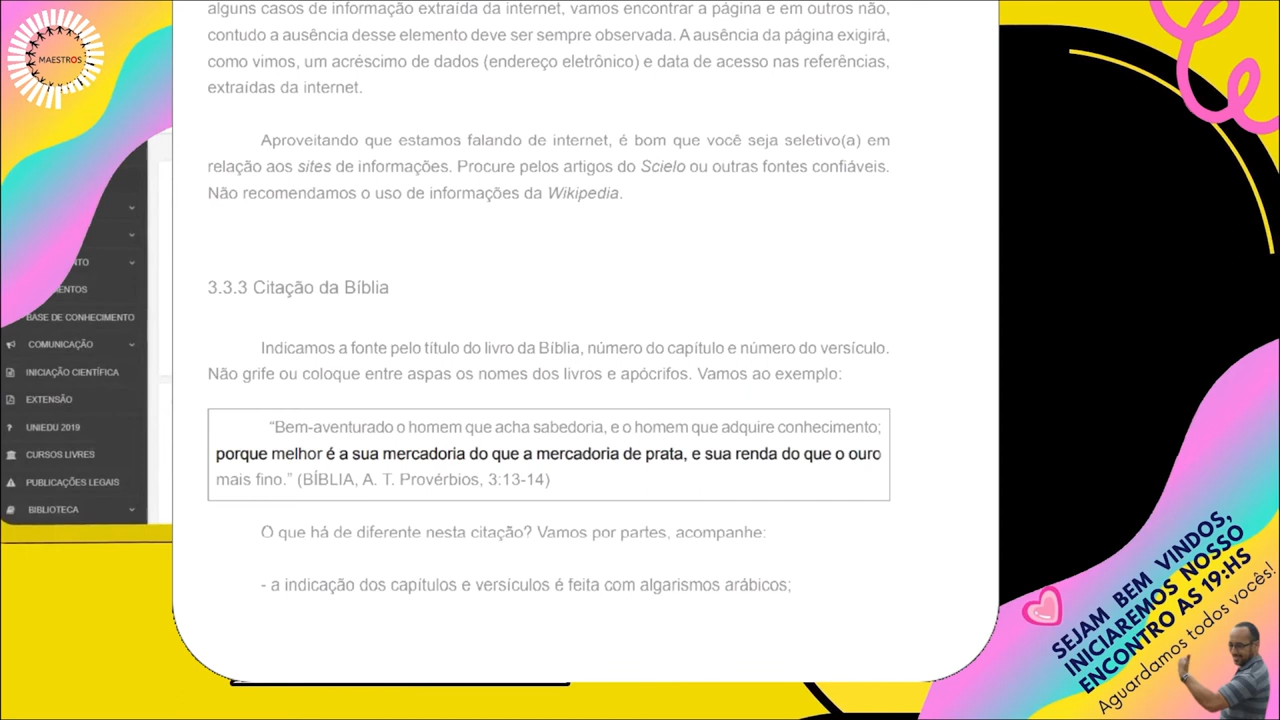 MAESTROS
alguns casos de informação extraída da internet, vamos encontrar a página e em outros não,
contudo a ausência desse elemento deve ser sempre observada. A ausência da página exigirá,
como vimos, um acréscimo de dados (endereço eletrônico) e data de acesso nas referências,
extraídas da internet.
Aproveitando que estamos falando de internet, é bom que você seja seletivo(a) em
relação aos sites de informações. Procure pelos artigos do Scielo ou outras fontes confiáveis.
Não recomendamos o uso de informações da Wikipedia.
3.3.3 Citação da Bíblia
Indicamos a fonte pelo título do livro da Bíblia, número do capítulo e número do versículo.
Não grife ou coloque entre aspas os nomes dos livros e apócrifos. Vamos ao exemplo:
“Bem-aventurado o homem que acha sabedoria, e o homem que adquire conhecimento;
porque melhor é a sua mercadoria do que a mercadoria de prata, e sua renda do que o ouro
mais fino.” (BÍBLIA, A. T. Provérbios, 3:13-14)
O que há de diferente nesta citação? Vamos por partes, acompanhe:
- a indicação dos capítulos e versículos é feita com algarismos arábicos;
BASE DE CONHECIMENTO
COMUNICAÇÃO
INICIAÇÃO CIENTÍFICA
EXTENSÃO
UNIEDU 2019
CURSOS LIVRES
PUBLICAÇÕES LEGAIS
BIBLIOTECA
SEJAM BEM VINDOS,
INICIAREMOS NOSSO
ENCONTRO AS 19:HS
Aguardamos todos vocês!